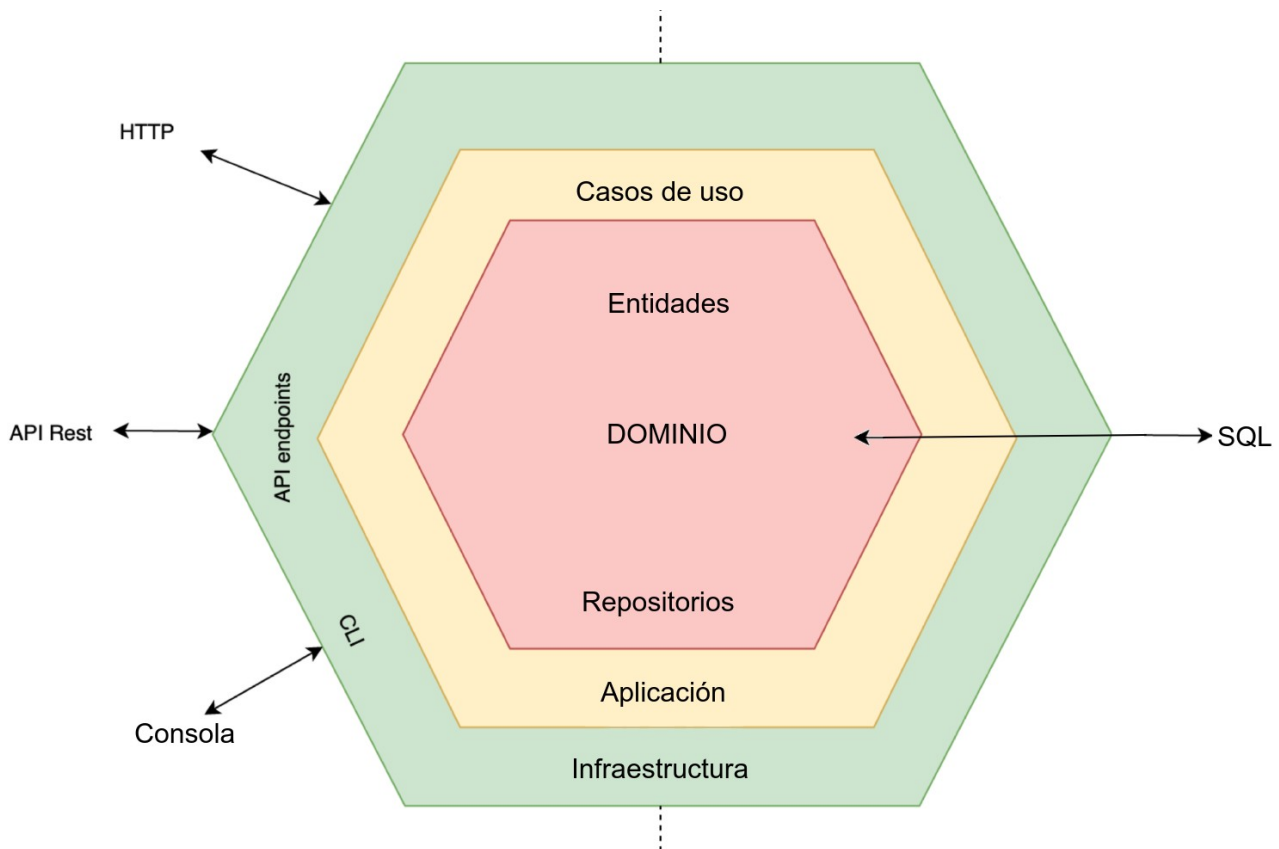 HTTP
Casos de uso
Entidades
API endpoints
API Rest
DOMINIO
SQL
Repositorios
CLI
Aplicación
Consola
Infraestructura